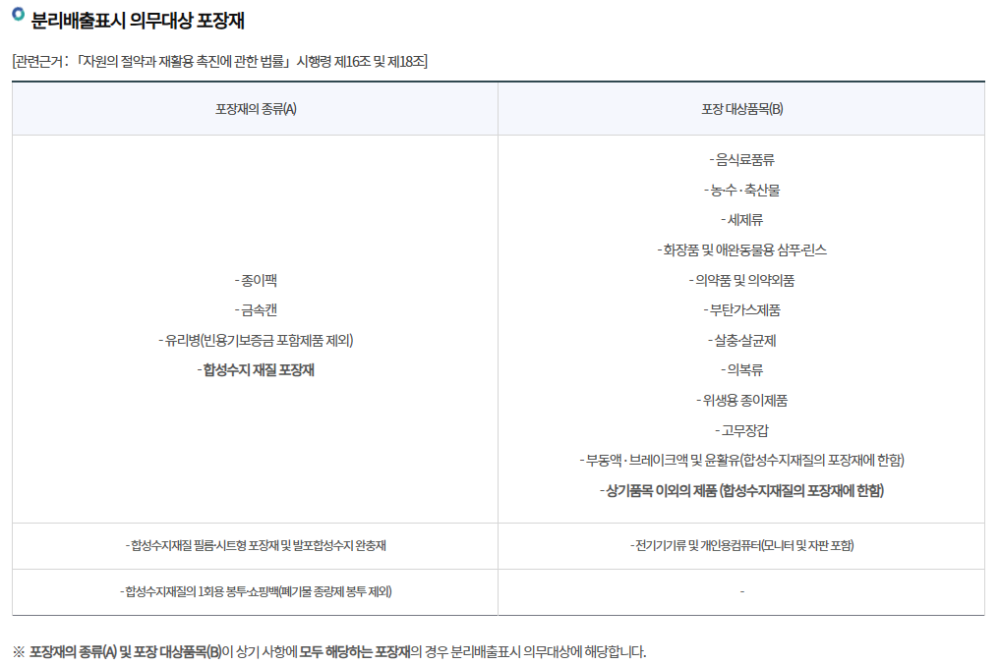 분리배출표시 의무대상 포장재
[관련근거 : 「자원의 절약과 재활용 촉진에 관한 법률」 시행령 제16조 및 제18조]
포장재의 종류(A)
포장 대상품목(B)
- 종이팩
- 금속캔
- 유리병(빈용기보증금 포함제품 제외)
- 합성수지 재질 포장재
- 음식료품류
- 농·수·축산물
- 세제류
- 화장품 및 애완동물용 샴푸·린스
- 의약품 및 의약외품
- 부탄가스제품
- 살충·살균제
- 의복류
- 위생용 종이제품
- 고무장갑
- 부동액·브레이크액 및 윤활유(합성수지재질의 포장재에 한함)
- 상기품목 이외의 제품 (합성수지재질의 포장재에 한함)
- 합성수지재질 필름·시트형 포장재 및 발포합성수지 완충재
- 전기기기류 및 개인용컴퓨터(모니터 및 자판 포함)
- 합성수지재질의 1회용 봉투·쇼핑백(폐기물 종량제 봉투 제외)
-
※ 포장재의 종류(A) 및 포장 대상품목(B)이 상기 사항에 모두 해당하는 포장재의 경우 분리배출표시 의무대상에 해당합니다.